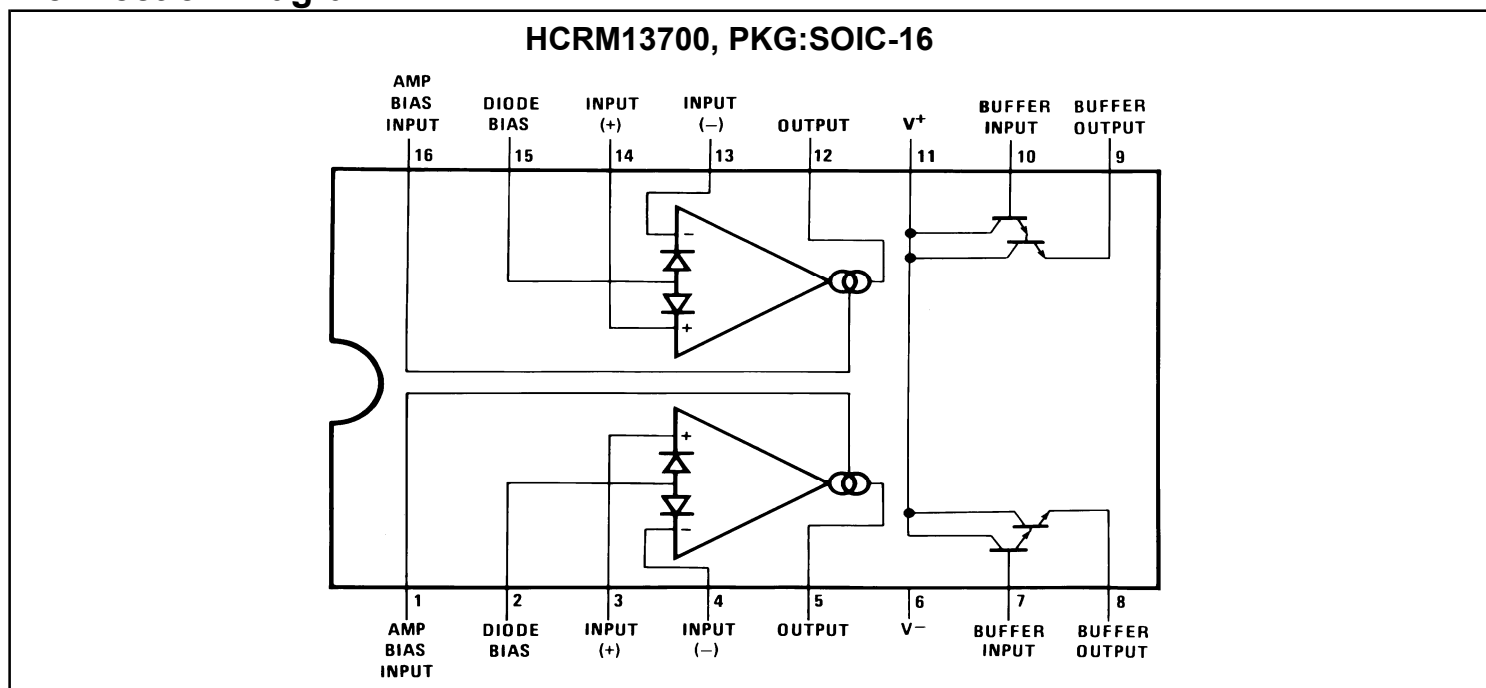 HCRM13700, PKG:SOIC-16
AMP
BIAS
INPUT
DIODE
BIAS
INPUT
(+)
INPUT
(−)
OUTPUT
V+
BUFFER
INPUT
BUFFER
OUTPUT
16
15
14
13
12
11
10
9
−
+
+
−
1
2
3
4
5
6
7
8
AMP
BIAS
INPUT
DIODE
BIAS
INPUT
(+)
INPUT
(−)
OUTPUT
V−
BUFFER
INPUT
BUFFER
OUTPUT